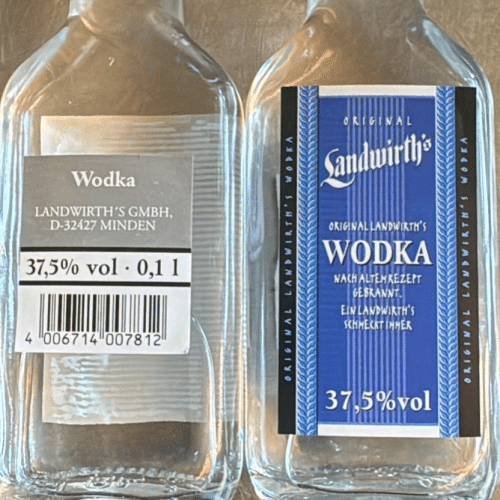 Wodka
LANDWIRTH'S GMBH,
D-32427 MINDEN
37,5% vol · 0,1 l
4 006714 007812
ORIGINAL
Landwirth's
ORIGINAL LANDWIRTH'S
WODKA
NACH ALTEM REZEPT
GEBRANNT.
EIN LANDWIRTH'S
SCHMECKT IMMER
37,5%vol
ORIGINAL LANDWIRTH'S WODKA
ORIGINAL LANDWIRTH'S WODKA